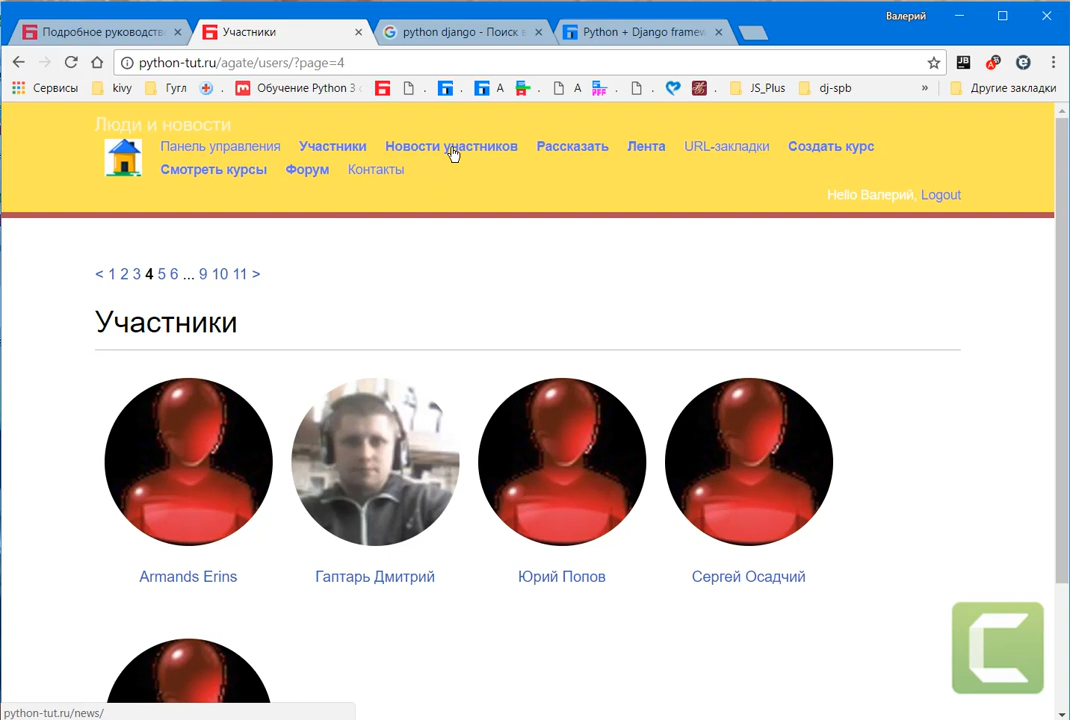 Валерий
Подробное руководств
Участники
python django - Поиск в
Python + Django framew
python-tut.ru/agate/users/?page=4
Сервисы kivy Гугл . Обучение Python 3 . . А . А . . JS_Plus dj-spb » Другие закладки
Люди и новости
Панель управления Участники Новости участников Рассказать Лента URL-закладки Создать курс
Смотреть курсы Форум Контакты
Hello Валерий, Logout
< 1 2 3 4 5 6 ... 9 10 11 >
Участники
Armands Erins Гаптарь Дмитрий Юрий Попов Сергей Осадчий
python-tut.ru/news/